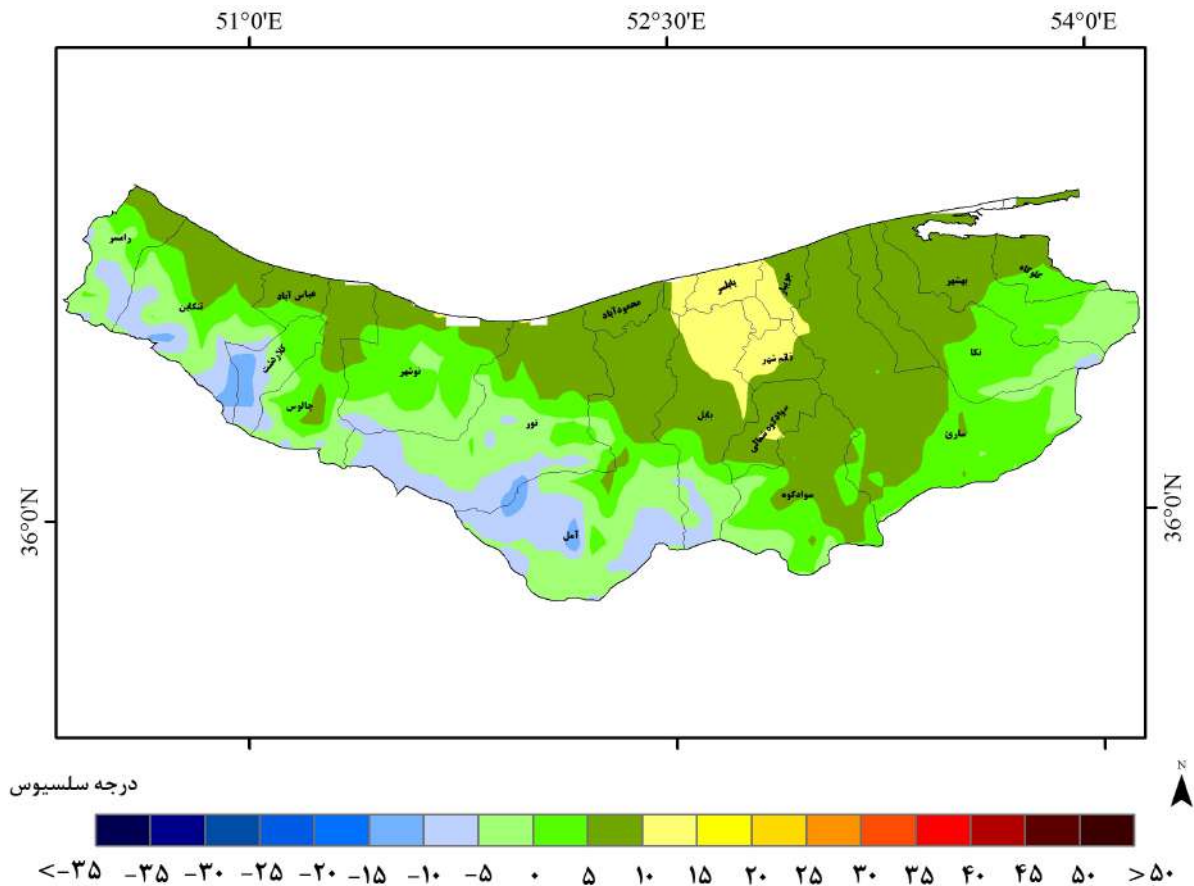 51°0'E 52°30'E 54°0'E
رامسر
تنکابن
عباس آباد
کلاردشت
چالوس
نوشهر
نور
محمودآباد
آمل
بابلسر
جویبار
قائم شهر
بابل
سوادکوه شمالی
سوادکوه
بهشهر
گلوگاه
نکا
ساری
36°0'N 36°0'N
درجه سلسیوس
N
<-۳۵ -۳۵ -۳۰ -۲۵ -۲۰ -۱۵ -۱۰ -۵ ۰ ۵ ۱۰ ۱۵ ۲۰ ۲۵ ۳۰ ۳۵ ۴۰ ۴۵ ۵۰ >۵۰